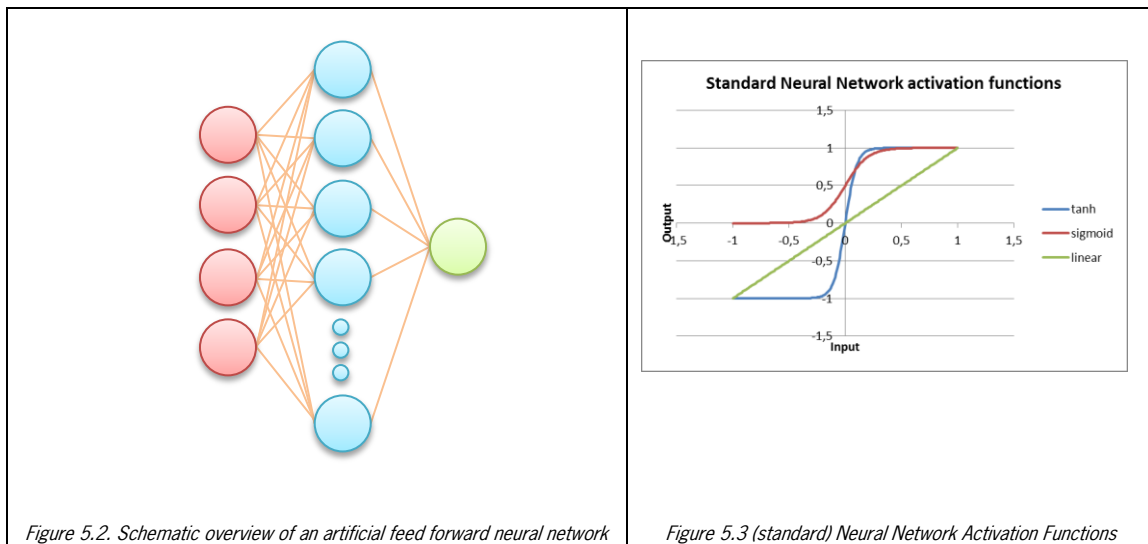 Standard Neural Network activation functions
1,5
1
0,5
0
-0,5
-1
-1,5
1,5
-1
-0,5
0
0,5
1
1,5
Output
Input
tanh
sigmoid
linear
Figure 5.2. Schematic overview of an artificial feed forward neural network
Figure 5.3 (standard) Neural Network Activation Functions